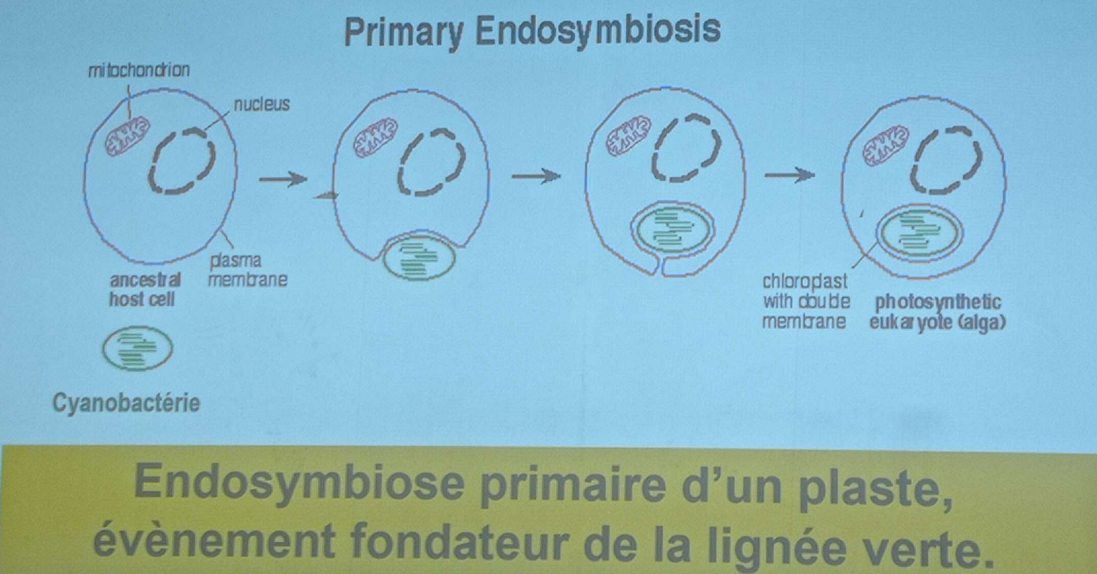 Primary Endosymbiosis
mitochondrion
nucleus
plasma
membrane
ancestral
host cell
chloroplast
with double
membrane
photosynthetic
eukaryote (alga)
Cyanobactérie
Endosymbiose primaire d'un plaste,
évènement fondateur de la lignée verte.